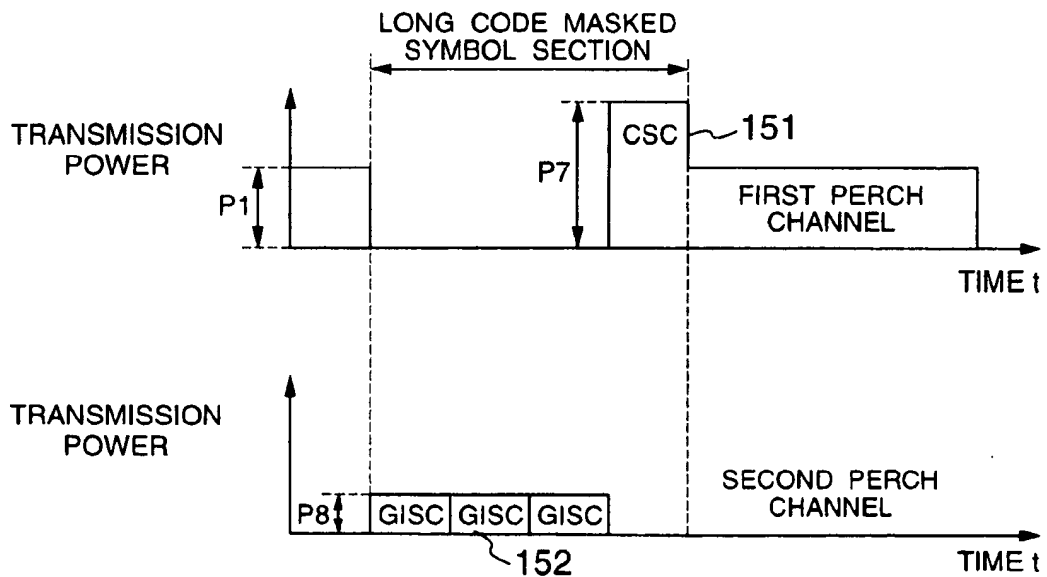 LONG CODE MASKED
SYMBOL SECTION
TRANSMISSION
POWER
P1
P7
CSC
151
FIRST PERCH
CHANNEL
TIME t
TRANSMISSION
POWER
P8
GISC GISC GISC
152
SECOND PERCH
CHANNEL
TIME t